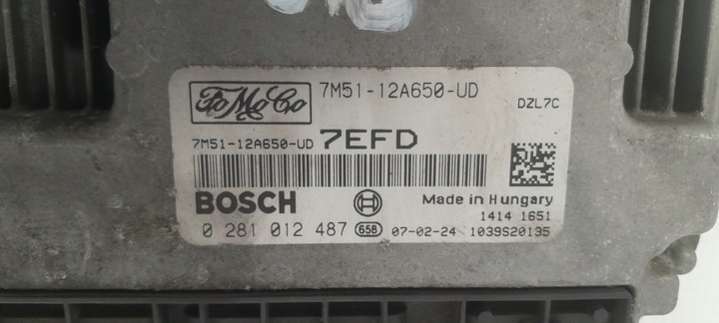 FoMoCo 7M51-12A650-UD
DZL7C
7M51-12A650-UD 7EFD
BOSCH Made in Hungary
1414 1651
0 281 012 487 65B 07-02-24 1039S20135